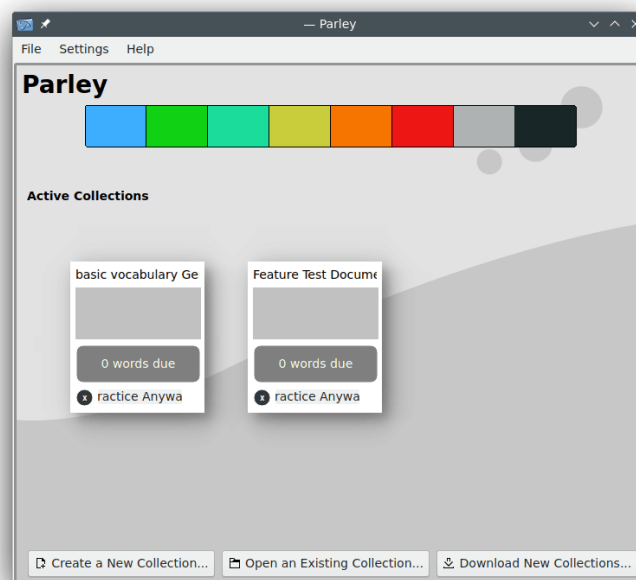 — Parley
File Settings Help
Parley
Active Collections
basic vocabulary Ge
Feature Test Docume
0 words due
0 words due
x ractice Anywa
x ractice Anywa
Create a New Collection... Open an Existing Collection... Download New Collections...